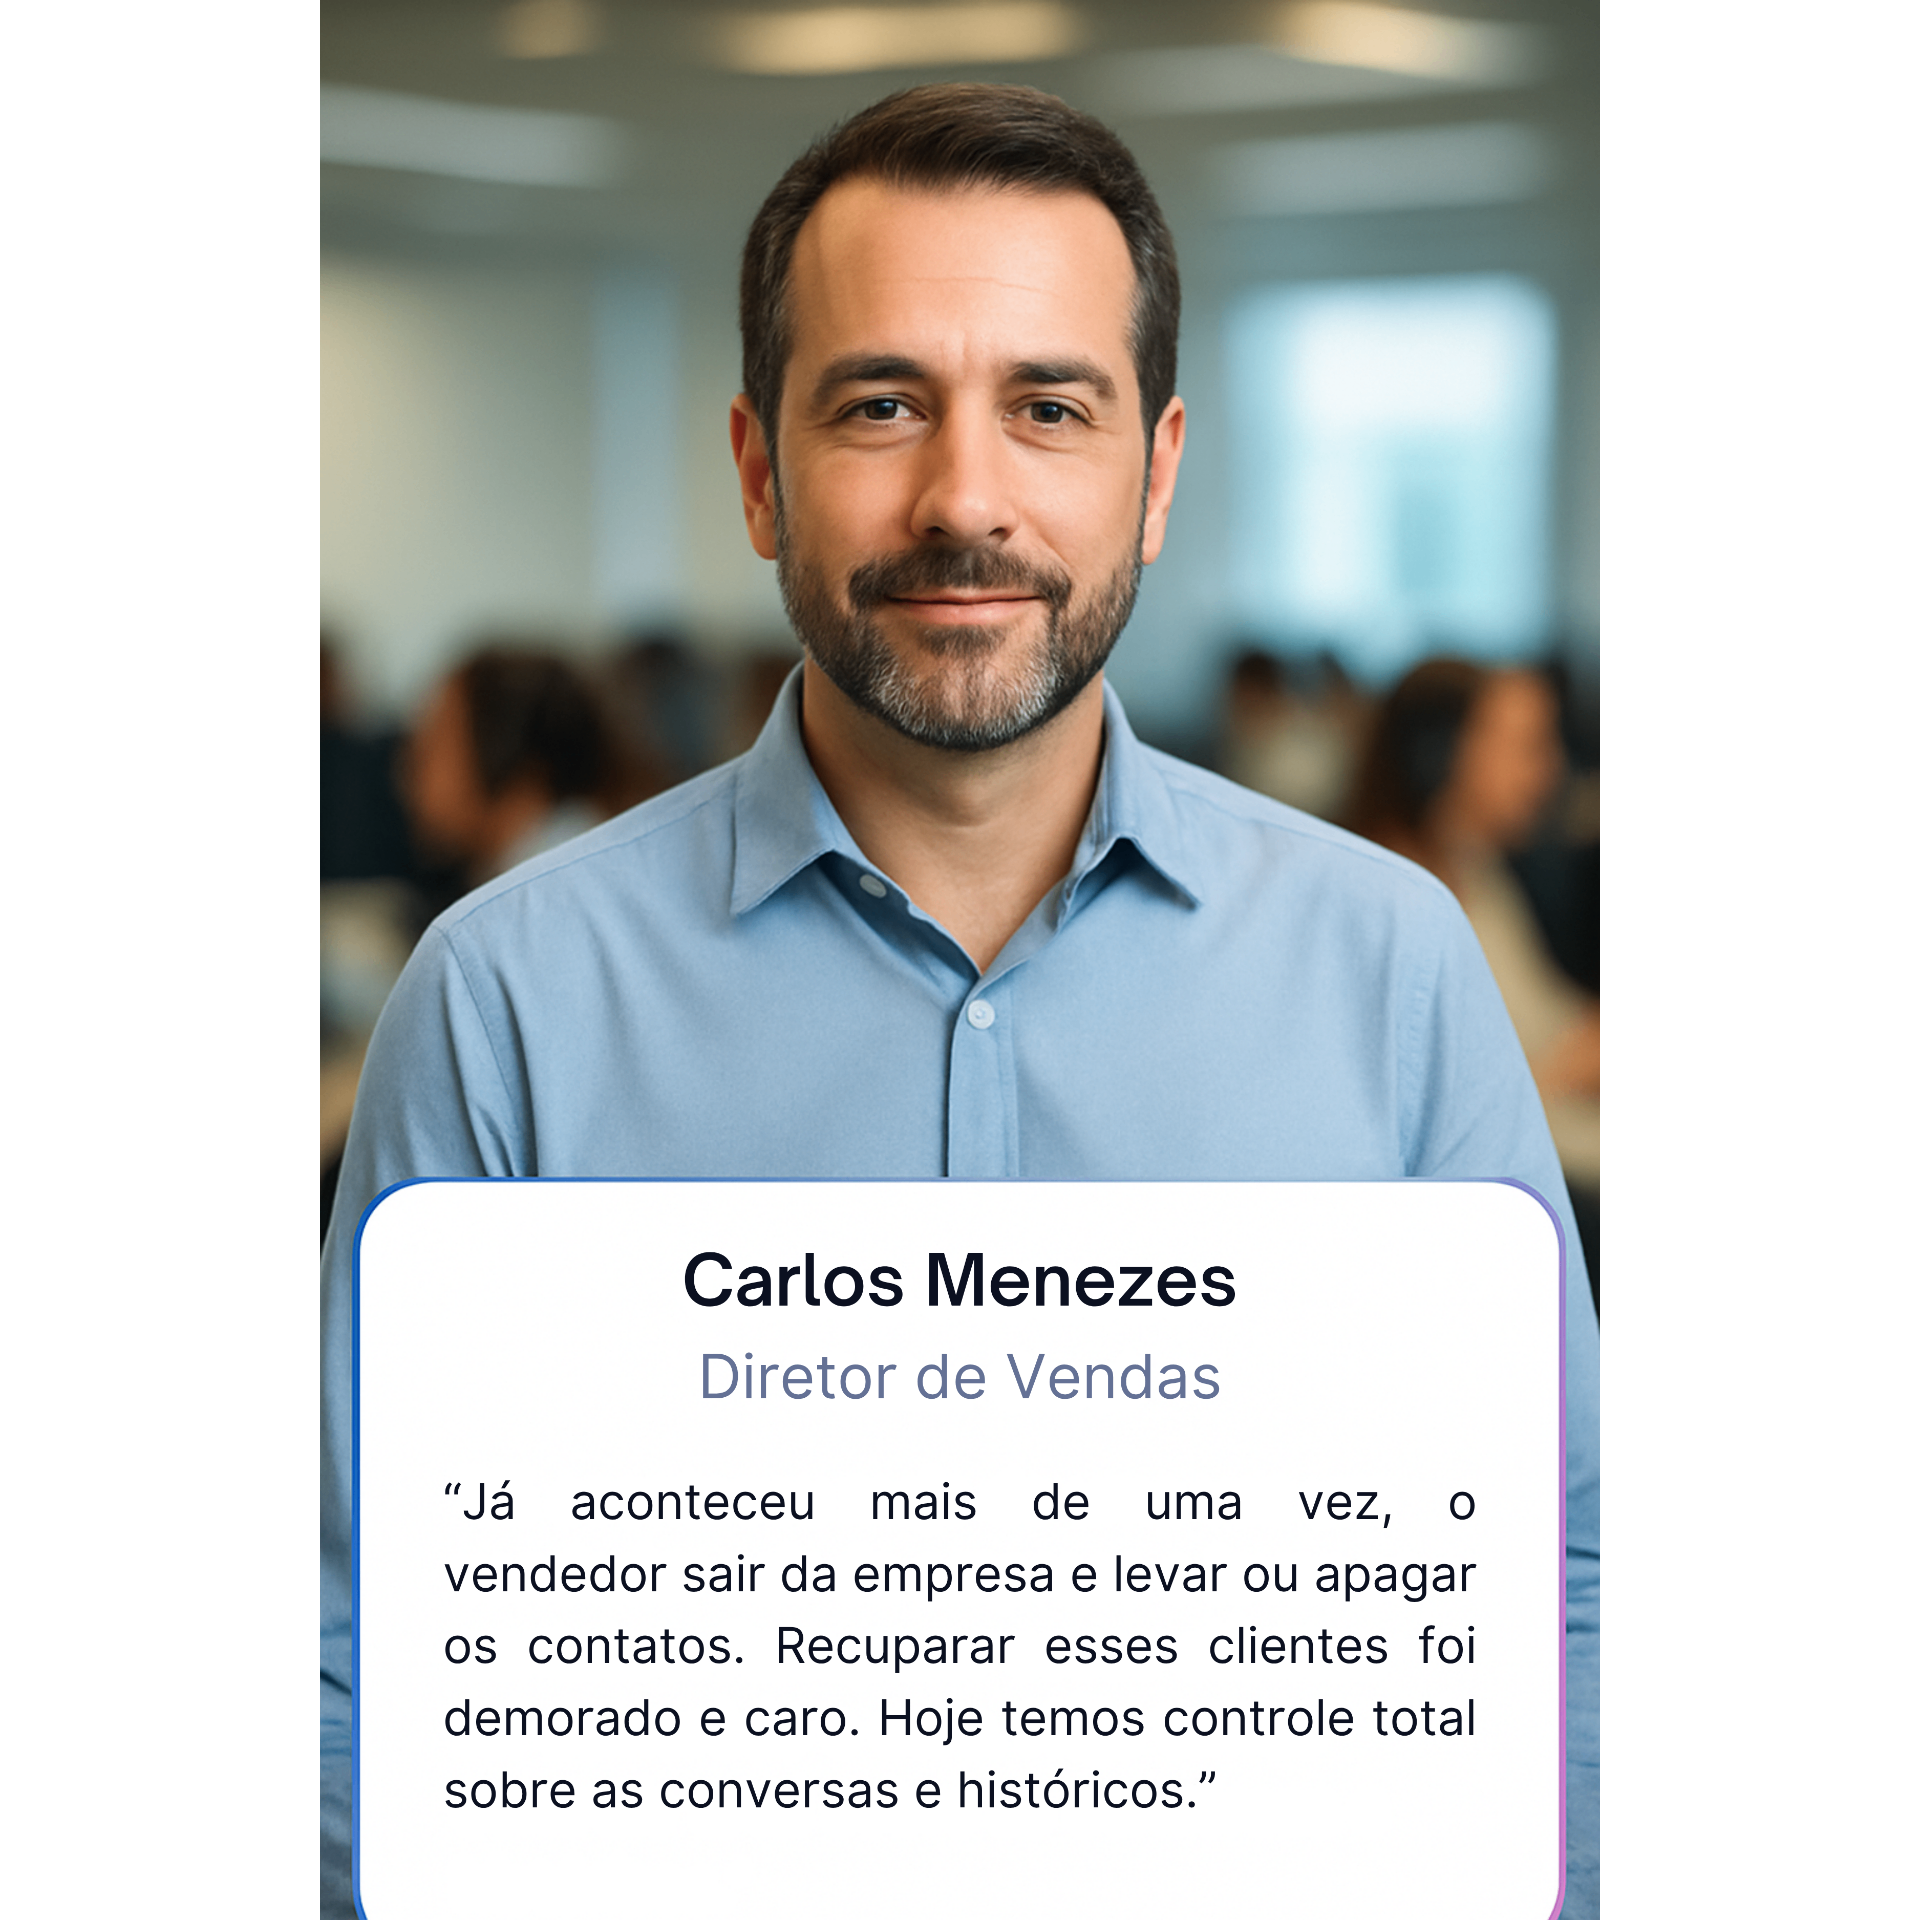 Carlos Menezes
Diretor de Vendas
“Já aconteceu mais de uma vez, o
vendedor sair da empresa e levar ou apagar
os contatos. Recuparar esses clientes foi
demorado e caro. Hoje temos controle total
sobre as conversas e históricos.”